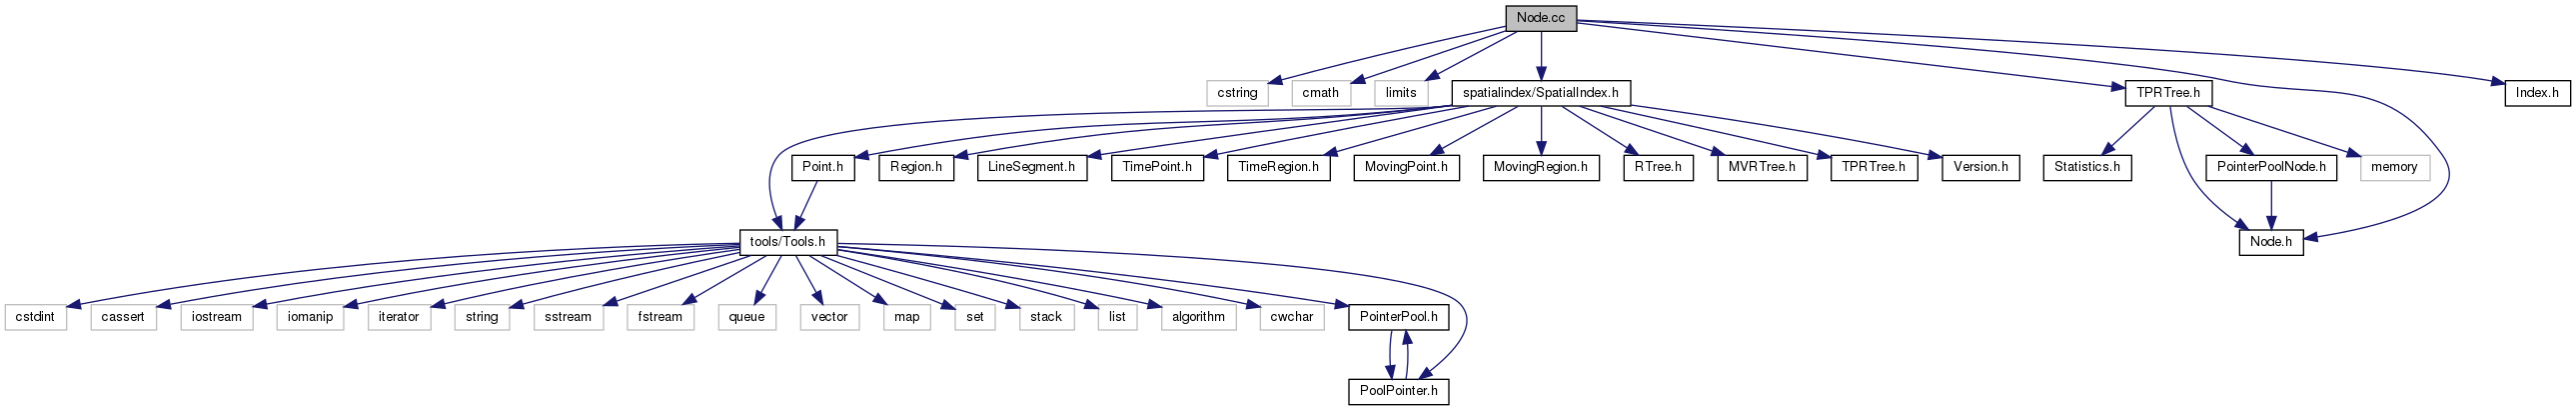 Node.cc
cstring
cmath
limits
spatialindex/SpatialIndex.h
TPRTree.h
Index.h
Point.h
Region.h
LineSegment.h
TimePoint.h
TimeRegion.h
MovingPoint.h
MovingRegion.h
RTree.h
MVRTree.h
TPRTree.h
Version.h
Statistics.h
PointerPoolNode.h
memory
tools/Tools.h
Node.h
cstdint
cassert
iostream
iomanip
iterator
string
sstream
fstream
queue
vector
map
set
stack
list
algorithm
cwchar
PointerPool.h
PoolPointer.h